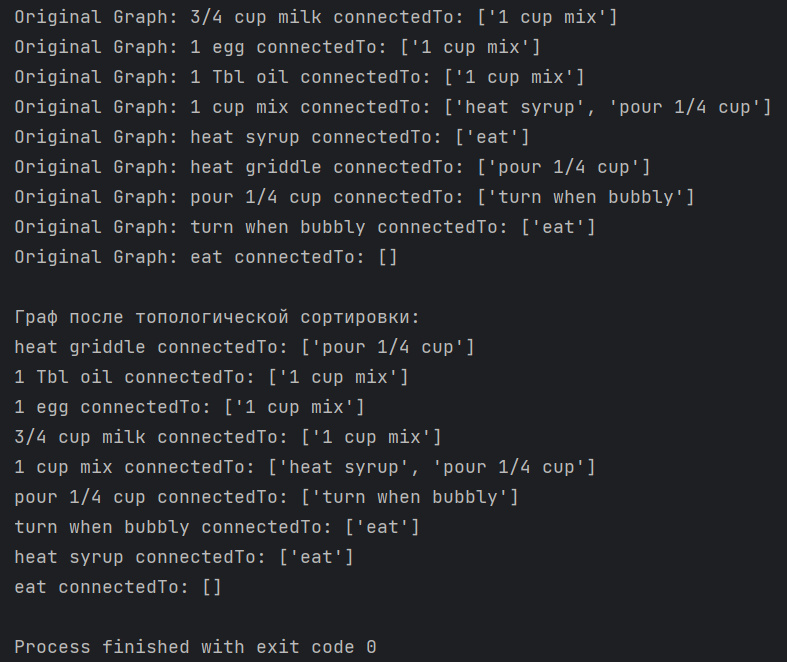 Original Graph: 3/4 cup milk connectedTo: ['1 cup mix']
Original Graph: 1 egg connectedTo: ['1 cup mix']
Original Graph: 1 Tbl oil connectedTo: ['1 cup mix']
Original Graph: 1 cup mix connectedTo: ['heat syrup', 'pour 1/4 cup']
Original Graph: heat syrup connectedTo: ['eat']
Original Graph: heat griddle connectedTo: ['pour 1/4 cup']
Original Graph: pour 1/4 cup connectedTo: ['turn when bubbly']
Original Graph: turn when bubbly connectedTo: ['eat']
Original Graph: eat connectedTo: []

Граф после топологической сортировки:
heat griddle connectedTo: ['pour 1/4 cup']
1 Tbl oil connectedTo: ['1 cup mix']
1 egg connectedTo: ['1 cup mix']
3/4 cup milk connectedTo: ['1 cup mix']
1 cup mix connectedTo: ['heat syrup', 'pour 1/4 cup']
pour 1/4 cup connectedTo: ['turn when bubbly']
turn when bubbly connectedTo: ['eat']
heat syrup connectedTo: ['eat']
eat connectedTo: []

Process finished with exit code 0